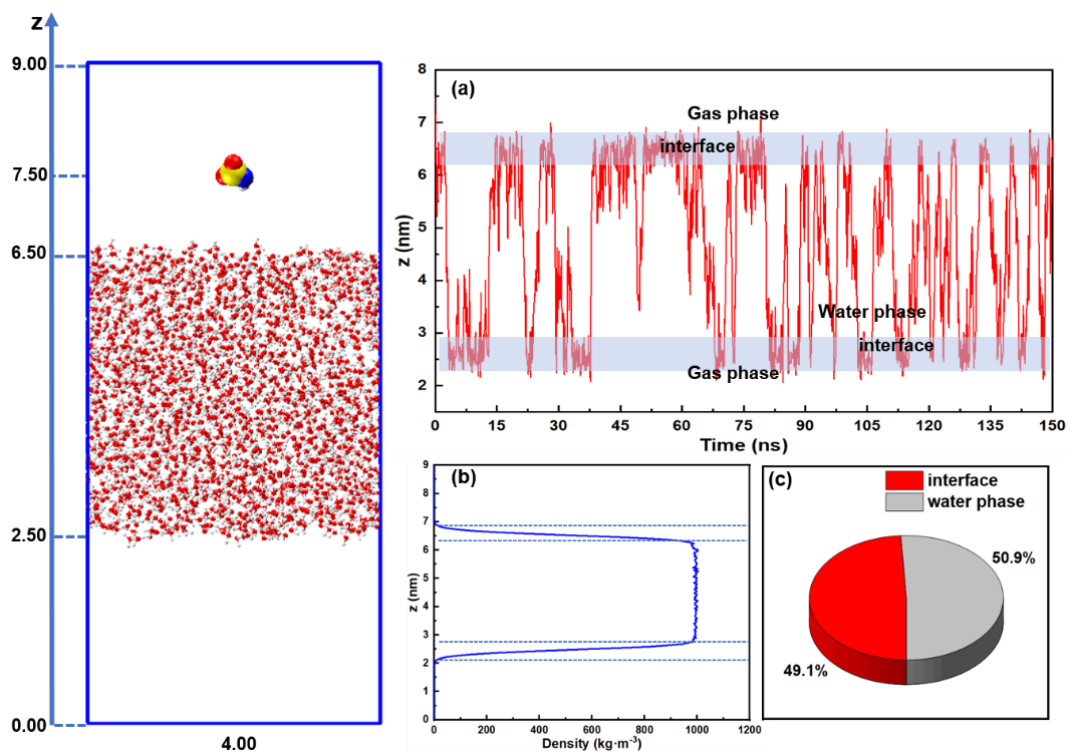 z
9.00
7.50
6.50
2.50
0.00
4.00
(a)
8
7
6
5
4
3
2
z (nm)
Gas phase
interface
Water phase
interface
Gas phase
0 15 30 45 60 75 90 105 120 135 150
Time (ns)
(b)
9
8
7
6
5
4
3
2
1
0
z (nm)
0 200 400 600 800 1000 1200
Density (kg·m⁻³)
(c)
interface
water phase
50.9%
49.1%